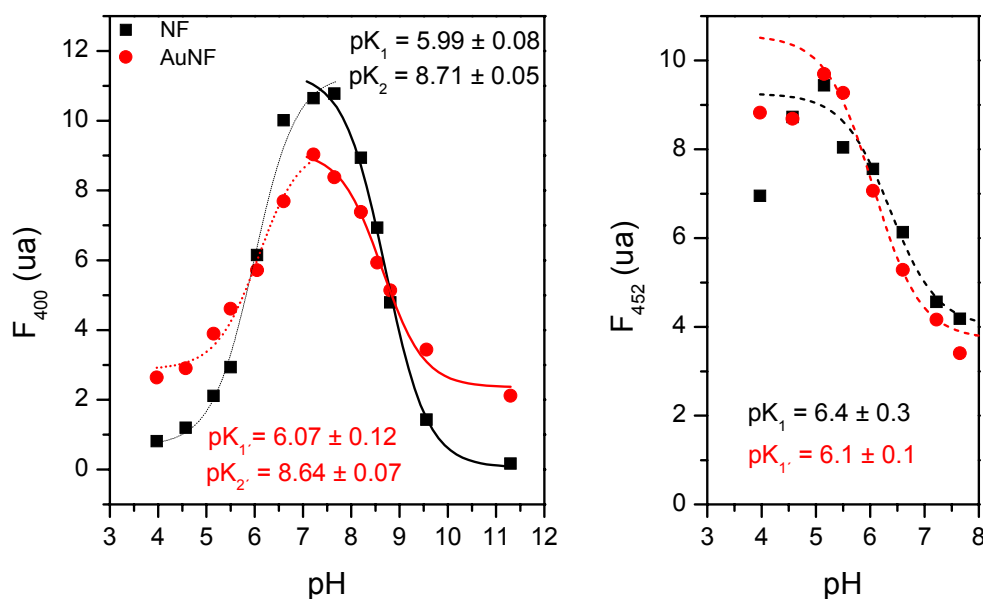 NF
AuNF
pK1 = 5.99 ± 0.08
pK2 = 8.71 ± 0.05
pK1´ = 6.07 ± 0.12
pK2´ = 8.64 ± 0.07
12
10
8
6
4
2
0
F400 (ua)
3 4 5 6 7 8 9 10 11 12
pH
10
8
6
4
2
0
F452 (ua)
pK1 = 6.4 ± 0.3
pK1´ = 6.1 ± 0.1
3 4 5 6 7 8
pH